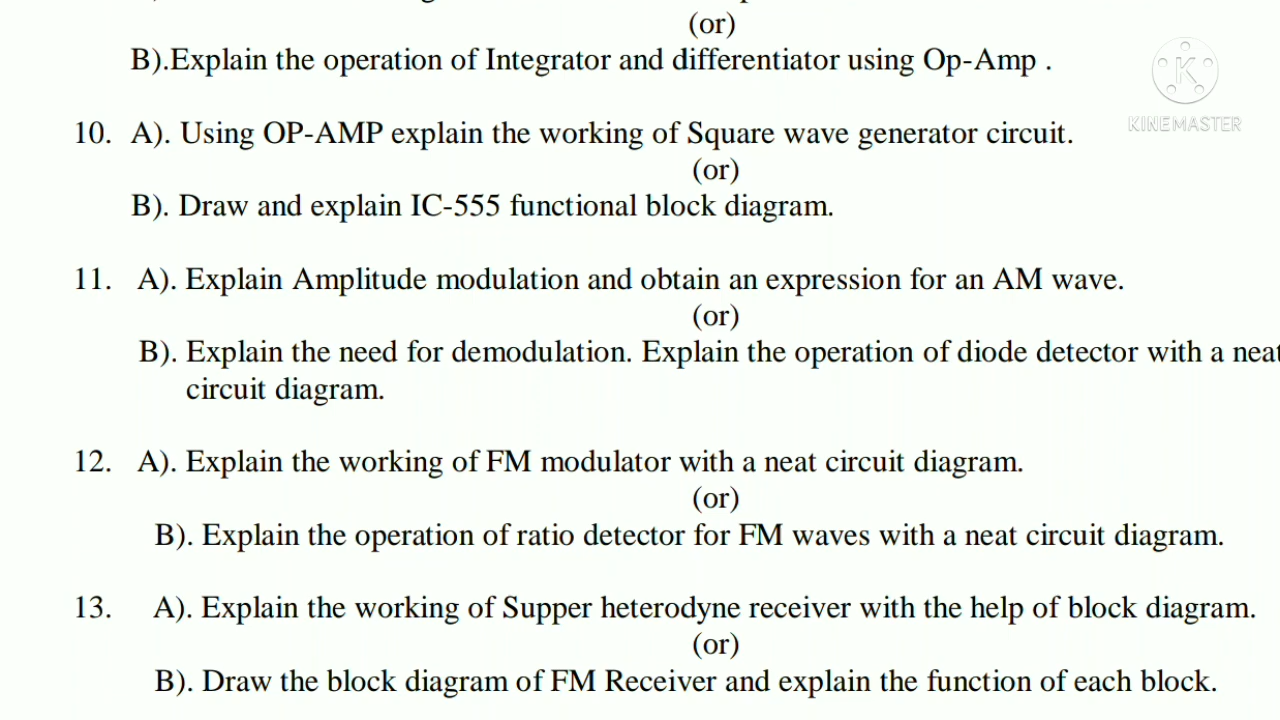 (or)
B).Explain the operation of Integrator and differentiator using Op-Amp .
KINEMASTER
10. A). Using OP-AMP explain the working of Square wave generator circuit.
(or)
B). Draw and explain IC-555 functional block diagram.
11. A). Explain Amplitude modulation and obtain an expression for an AM wave.
(or)
B). Explain the need for demodulation. Explain the operation of diode detector with a neat
circuit diagram.
12. A). Explain the working of FM modulator with a neat circuit diagram.
(or)
B). Explain the operation of ratio detector for FM waves with a neat circuit diagram.
13. A). Explain the working of Supper heterodyne receiver with the help of block diagram.
(or)
B). Draw the block diagram of FM Receiver and explain the function of each block.